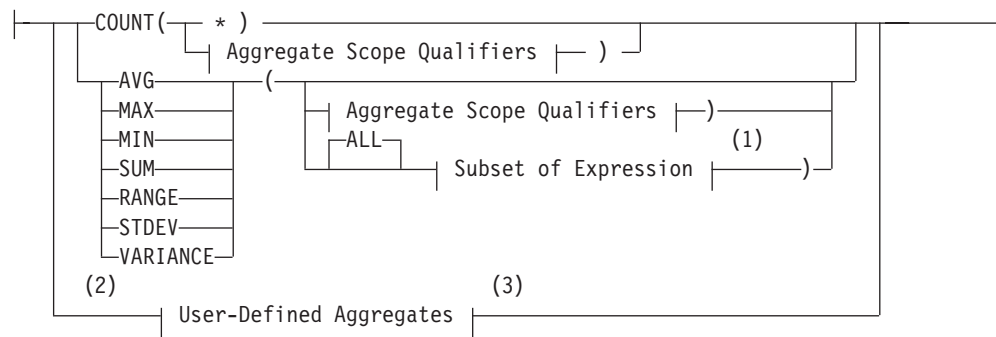 COUNT( * )
Aggregate Scope Qualifiers )
AVG (
MAX Aggregate Scope Qualifiers )
ALL (1)
MIN
SUM Subset of Expression )
RANGE
STDEV
VARIANCE
(2) (3)
User-Defined Aggregates